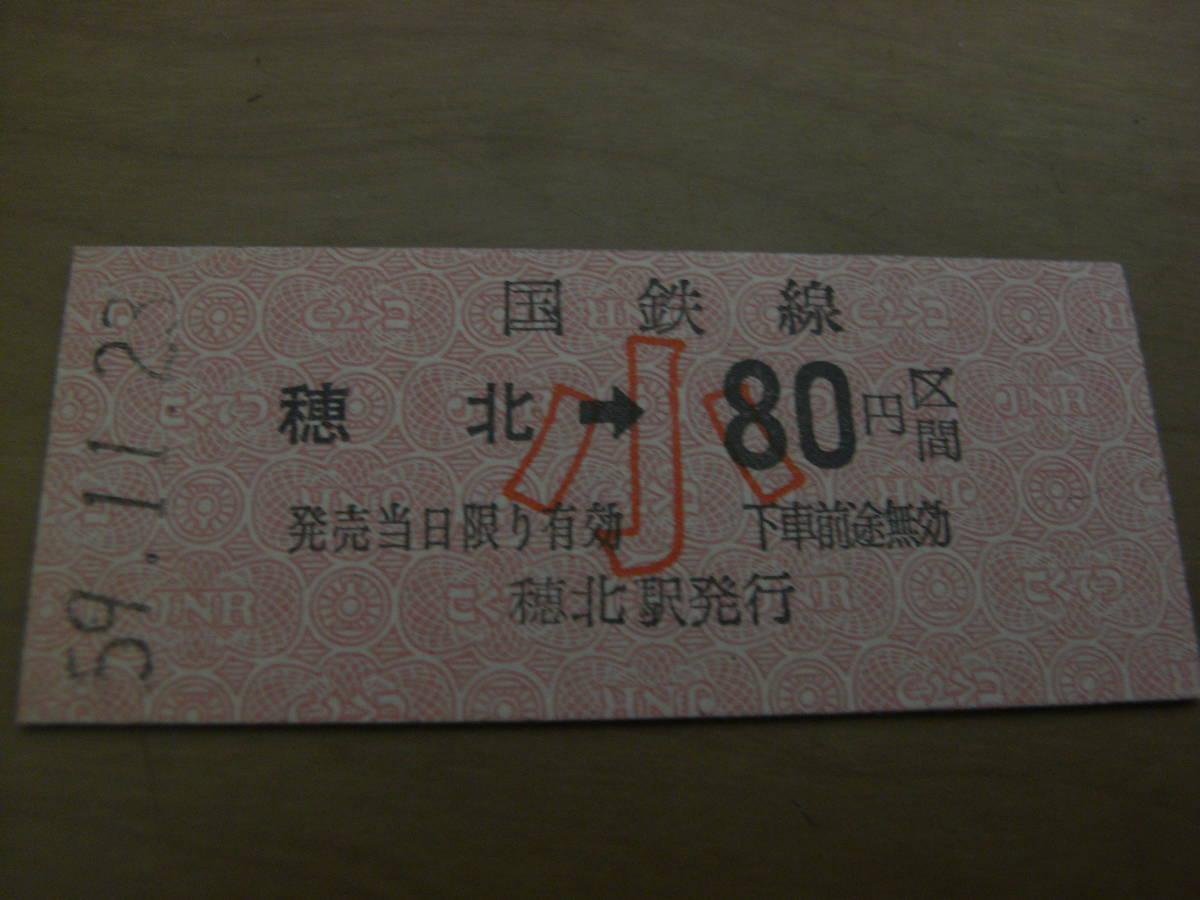 国鉄線
穂北➡80円区間
小
発売当日限り有効 下車前途無効
穂北駅発行
59.11.23